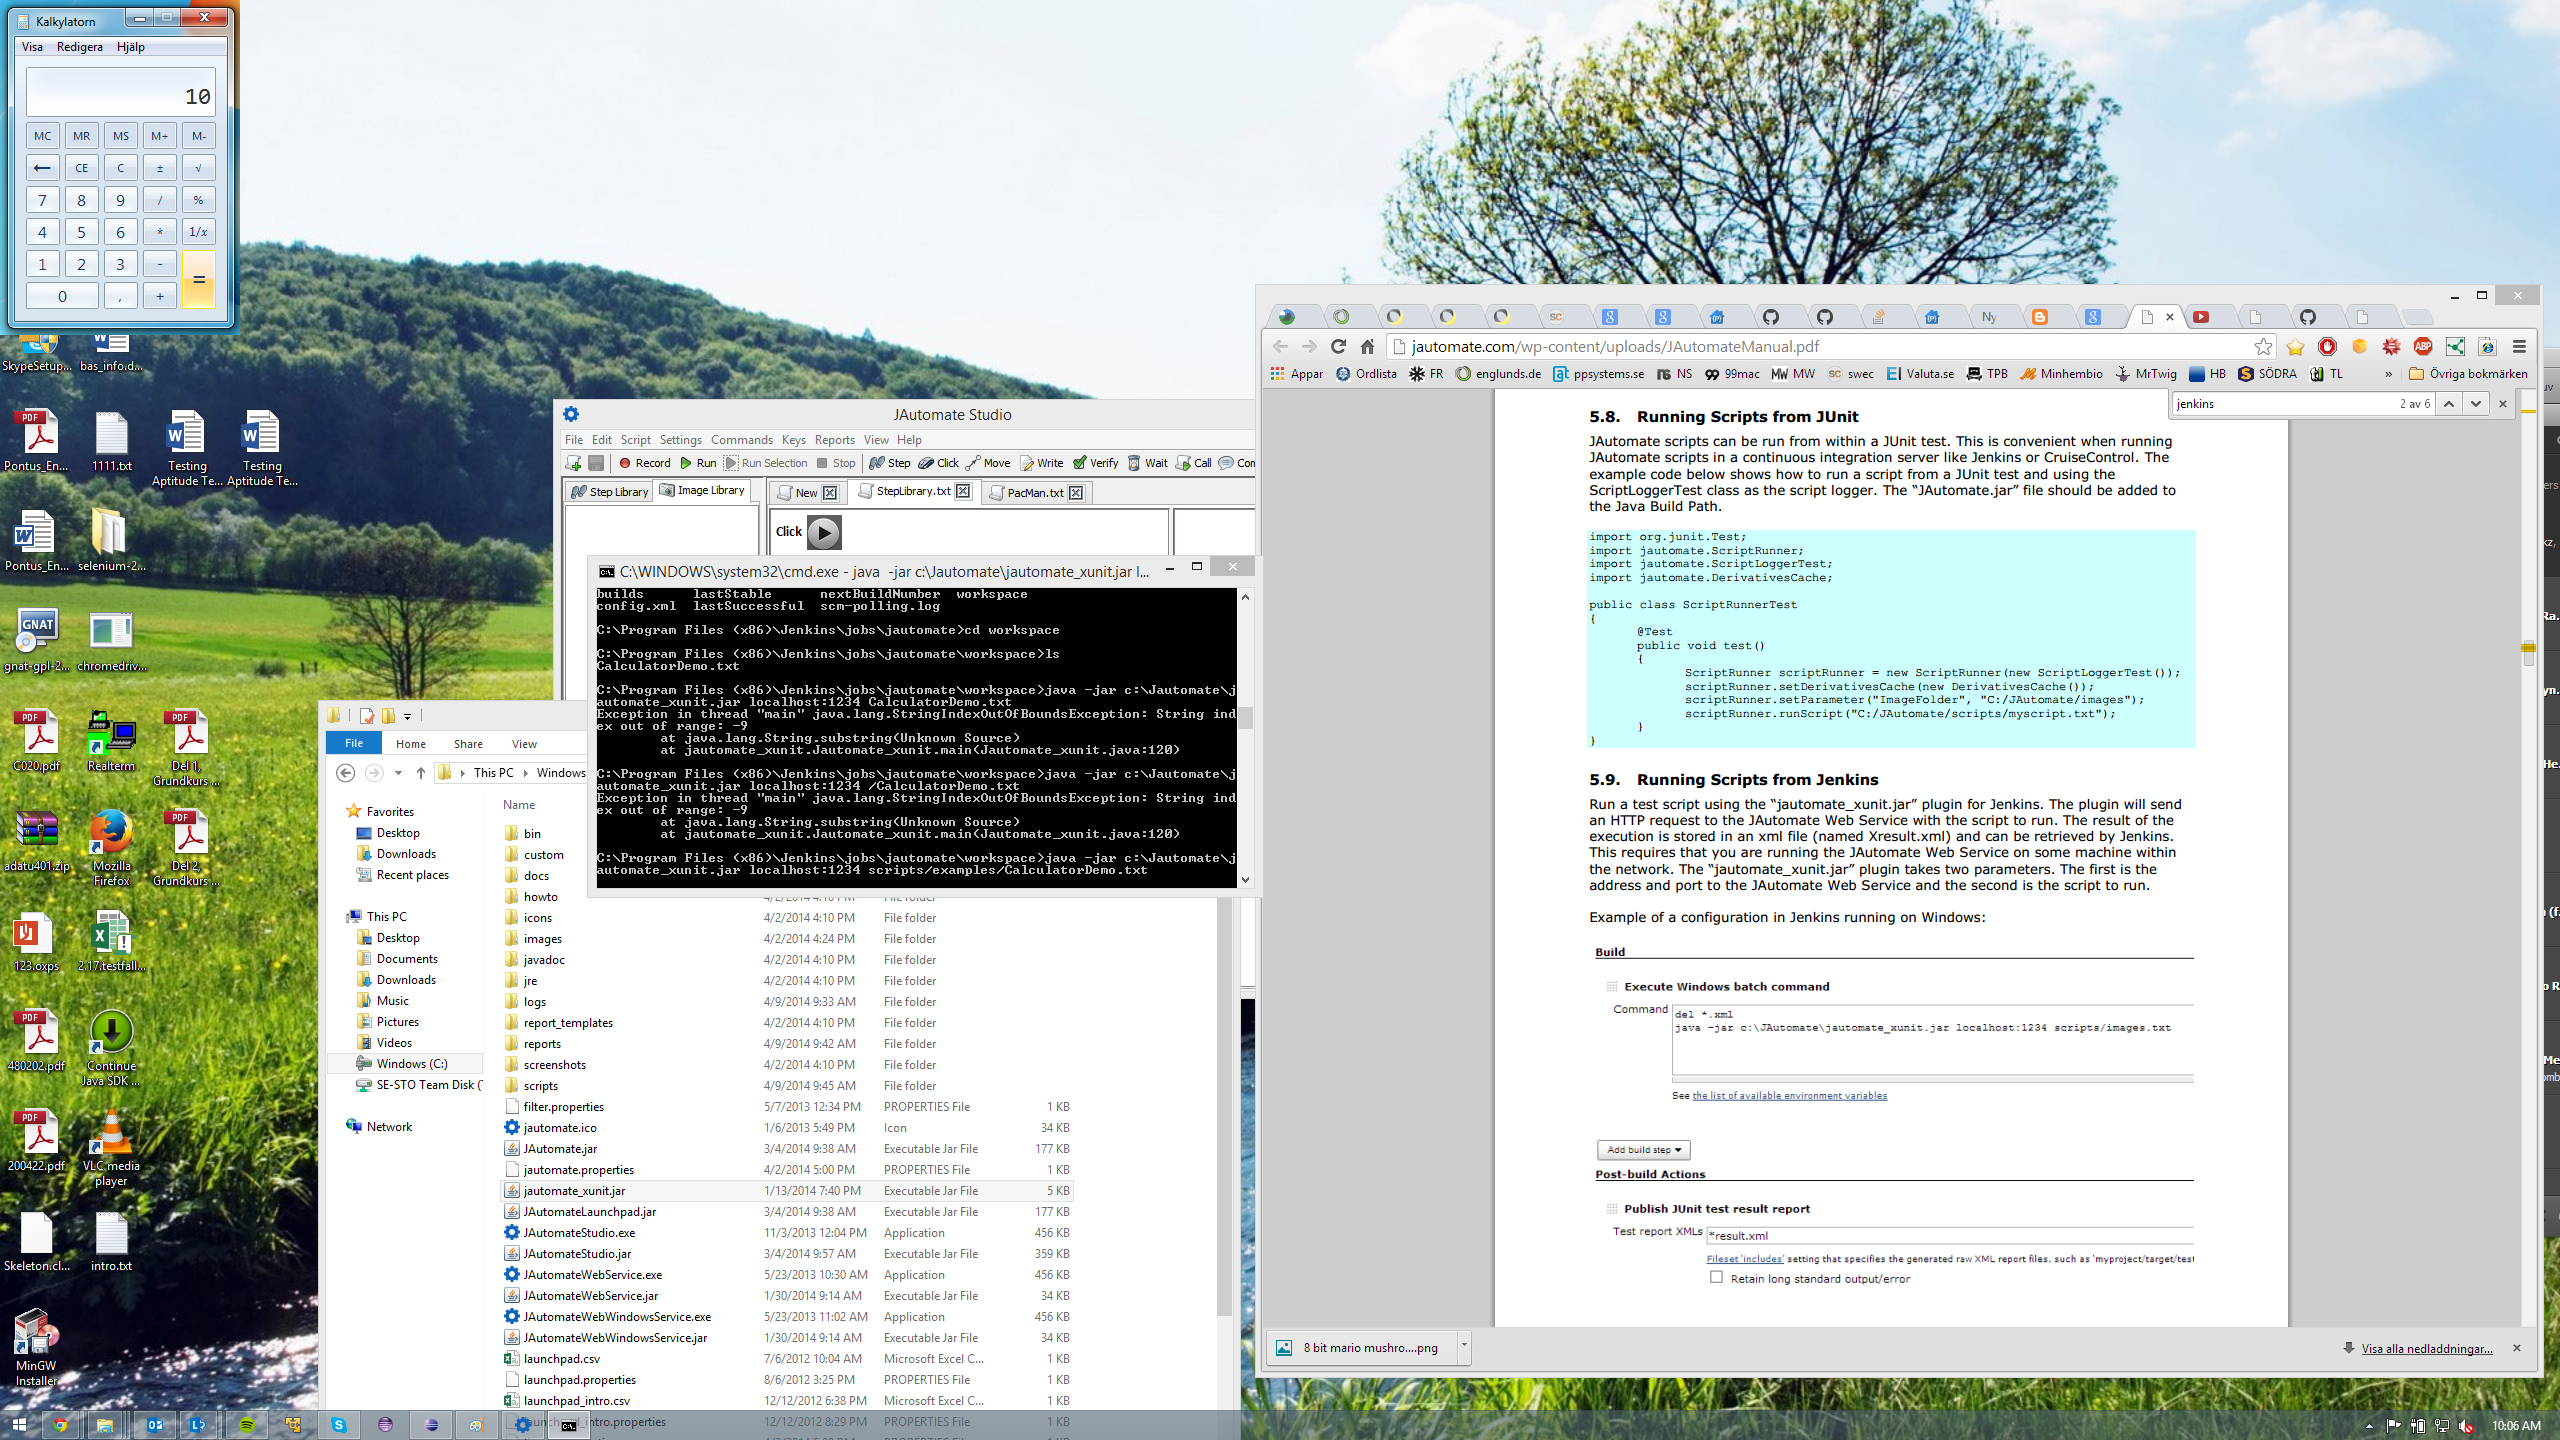 Kalkylatorn
Visa Redigera Hjälp
10
MC MR MS M+ M-
← CE C ± √
7 8 9 / %
4 5 6 * 1/x
1 2 3 - =
0 , +
SkypeSetup... bas_info.d...
Pontus_En... 1111.txt Testing Aptitude Te... Testing Aptitude Te...
Pontus_En... selenium-2...
gnat-gpl-2... chromedriv...
C020.pdf Realterm Del 1, Grundkurs ...
adatu401.zip Mozilla Firefox Del 2, Grundkurs ...
123.oxps 2.17.testfall...
480202.pdf Continue Java SDK ...
200422.pdf VLC media player
Skeleton.cl... intro.txt
MinGW Installer
JAutomate Studio
File Edit Script Settings Commands Keys Reports View Help
Record Run Run Selection Stop Step Click Move Write Verify Wait Call Con
Step Library Image Library New StepLibrary.txt PacMan.txt
Click
C:\WINDOWS\system32\cmd.exe - java -jar c:\Jautomate\jautomate_xunit.jar l...
builds lastStable nextBuildNumber workspace
config.xml lastSuccessful scm-polling.log
C:\Program Files (x86)\Jenkins\jobs\jautomate>cd workspace
C:\Program Files (x86)\Jenkins\jobs\jautomate\workspace>ls
CalculatorDemo.txt
C:\Program Files (x86)\Jenkins\jobs\jautomate\workspace>java -jar c:\Jautomate\j
automate_xunit.jar localhost:1234 CalculatorDemo.txt
Exception in thread "main" java.lang.StringIndexOutOfBoundsException: String ind
ex out of range: -9
at java.lang.String.substring(Unknown Source)
at jautomate_xunit.Jautomate_xunit.main(Jautomate_xunit.java:120)
C:\Program Files (x86)\Jenkins\jobs\jautomate\workspace>java -jar c:\Jautomate\j
automate_xunit.jar localhost:1234 /CalculatorDemo.txt
Exception in thread "main" java.lang.StringIndexOutOfBoundsException: String ind
ex out of range: -9
at java.lang.String.substring(Unknown Source)
at jautomate_xunit.Jautomate_xunit.main(Jautomate_xunit.java:120)
C:\Program Files (x86)\Jenkins\jobs\jautomate\workspace>java -jar c:\Jautomate\j
automate_xunit.jar localhost:1234 scripts/examples/CalculatorDemo.txt
File Home Share View
This PC Windows
Favorites
Desktop
Downloads
Recent places
This PC
Desktop
Documents
Downloads
Music
Pictures
Videos
Windows (C:)
SE-STO Team Disk (
Network
Name
bin
custom
docs
howto 4/2/2014 4:10 PM File folder
icons 4/2/2014 4:10 PM File folder
images 4/2/2014 4:24 PM File folder
javadoc 4/2/2014 4:10 PM File folder
jre 4/2/2014 4:10 PM File folder
logs 4/9/2014 9:33 AM File folder
report_templates 4/2/2014 4:10 PM File folder
reports 4/9/2014 9:42 AM File folder
screenshots 4/2/2014 4:10 PM File folder
scripts 4/9/2014 9:45 AM File folder
filter.properties 5/7/2013 12:34 PM PROPERTIES File 1 KB
jautomate.ico 1/6/2013 5:49 PM Icon 34 KB
JAutomate.jar 3/4/2014 9:38 AM Executable Jar File 177 KB
jautomate.properties 4/2/2014 5:00 PM PROPERTIES File 1 KB
jautomate_xunit.jar 1/13/2014 7:40 PM Executable Jar File 5 KB
JAutomateLaunchpad.jar 3/4/2014 9:38 AM Executable Jar File 177 KB
JAutomateStudio.exe 11/3/2013 12:04 PM Application 456 KB
JAutomateStudio.jar 3/4/2014 9:57 AM Executable Jar File 359 KB
JAutomateWebService.exe 5/23/2013 10:30 AM Application 456 KB
JAutomateWebService.jar 1/30/2014 9:14 AM Executable Jar File 34 KB
JAutomateWebWindowsService.exe 5/23/2013 11:02 AM Application 456 KB
JAutomateWebWindowsService.jar 1/30/2014 9:14 AM Executable Jar File 34 KB
launchpad.csv 7/6/2012 10:04 AM Microsoft Excel C... 1 KB
launchpad.properties 8/6/2012 3:25 PM PROPERTIES File 1 KB
launchpad_intro.csv 12/12/2012 6:38 PM Microsoft Excel C... 1 KB
launchpad_intro.properties 12/12/2012 8:29 PM PROPERTIES File 1 KB
Ny
jautomate.com/wp-content/uploads/JAutomateManual.pdf
Appar Ordlista FR englunds.de ppsystems.se NS 99mac MW swec Valuta.se TPB Minhembio MrTwig HB SÖDRA TL » Övriga bokmärken
jenkins 2 av 6
5.8. Running Scripts from JUnit
JAutomate scripts can be run from within a JUnit test. This is convenient when running
JAutomate scripts in a continuous integration server like Jenkins or CruiseControl. The
example code below shows how to run a script from a JUnit test and using the
ScriptLoggerTest class as the script logger. The “JAutomate.jar” file should be added to
the Java Build Path.
import org.junit.Test;
import jautomate.ScriptRunner;
import jautomate.ScriptLoggerTest;
import jautomate.DerivativesCache;
public class ScriptRunnerTest
{
@Test
public void test()
{
ScriptRunner scriptRunner = new ScriptRunner(new ScriptLoggerTest());
scriptRunner.setDerivativesCache(new DerivativesCache());
scriptRunner.setParameter("ImageFolder", "C:/JAutomate/images");
scriptRunner.runScript("C:/JAutomate/scripts/myscript.txt");
}
}
5.9. Running Scripts from Jenkins
Run a test script using the “jautomate_xunit.jar” plugin for Jenkins. The plugin will send
an HTTP request to the JAutomate Web Service with the script to run. The result of the
execution is stored in an xml file (named Xresult.xml) and can be retrieved by Jenkins.
This requires that you are running the JAutomate Web Service on some machine within
the network. The “jautomate_xunit.jar” plugin takes two parameters. The first is the
address and port to the JAutomate Web Service and the second is the script to run.
Example of a configuration in Jenkins running on Windows:
Build
Execute Windows batch command
Command del *.xml
java -jar c:\JAutomate\jautomate_xunit.jar localhost:1234 scripts/images.txt
See the list of available environment variables
Add build step
Post-build Actions
Publish JUnit test result report
Test report XMLs *result.xml
Fileset 'includes' setting that specifies the generated raw XML report files, such as 'myproject/target/test
Retain long standard output/error
8 bit mario mushro....png
Visa alla nedladdningar...
10:06 AM